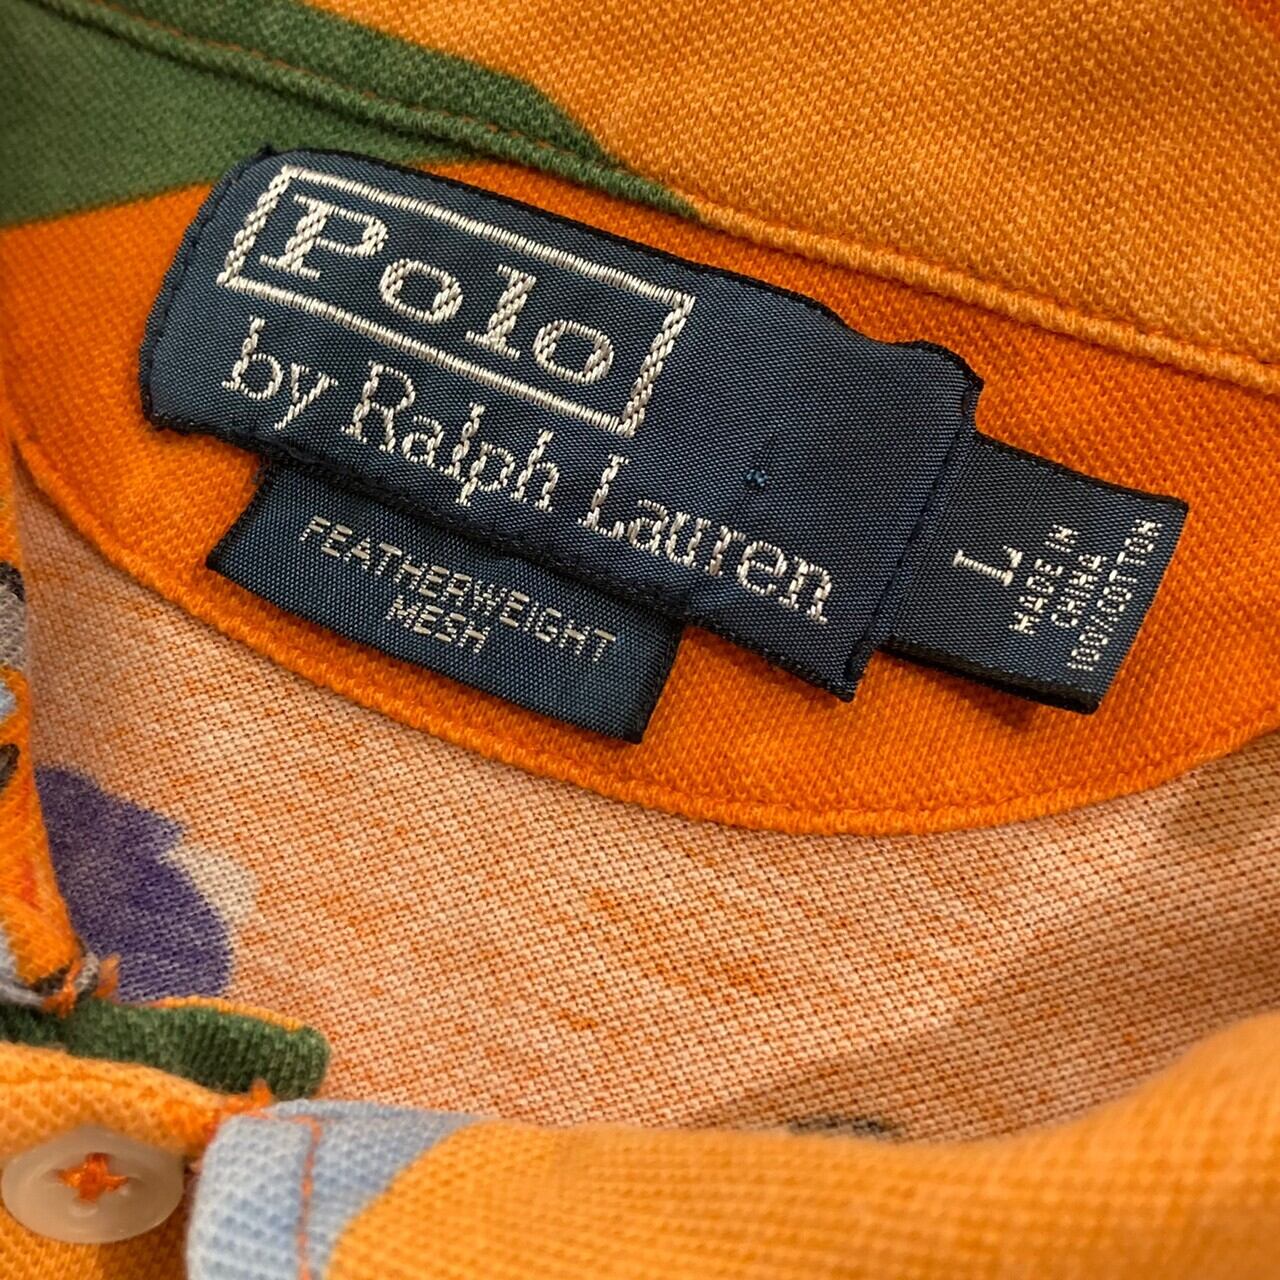 Polo
by Ralph Lauren
FEATHERWEIGHT
MESH
L
MADE IN
CHINA
100% COTTON